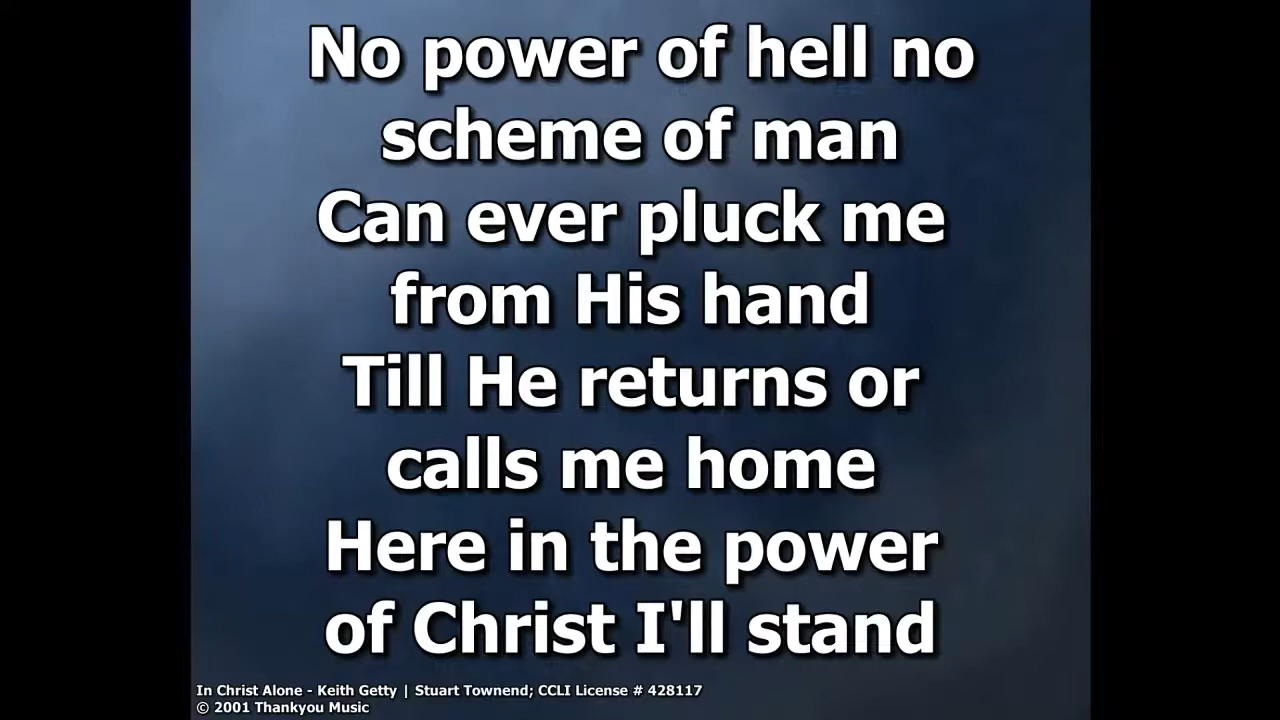 No power of hell no
scheme of man
Can ever pluck me
from His hand
Till He returns or
calls me home
Here in the power
of Christ I'll stand
In Christ Alone - Keith Getty | Stuart Townend; CCLI License # 428117
© 2001 Thankyou Music